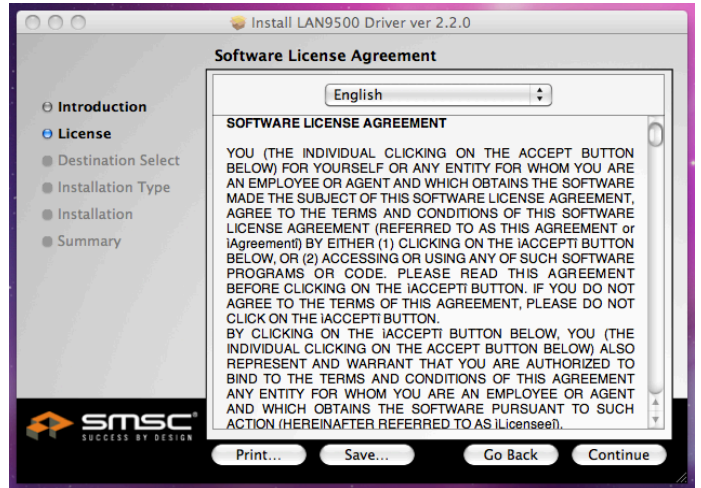 Install LAN9500 Driver ver 2.2.0
Software License Agreement
English
Introduction
License
Destination Select
Installation Type
Installation
Summary
SOFTWARE LICENSE AGREEMENT
YOU (THE INDIVIDUAL CLICKING ON THE ACCEPT BUTTON
BELOW) FOR YOURSELF OR ANY ENTITY FOR WHOM YOU ARE
AN EMPLOYEE OR AGENT AND WHICH OBTAINS THE SOFTWARE
MADE THE SUBJECT OF THIS SOFTWARE LICENSE AGREEMENT,
AGREE TO THE TERMS AND CONDITIONS OF THIS SOFTWARE
LICENSE AGREEMENT (REFERRED TO AS THIS AGREEMENT or
ìAgreementî) BY EITHER (1) CLICKING ON THE ìACCEPTî BUTTON
BELOW, OR (2) ACCESSING OR USING ANY OF SUCH SOFTWARE
PROGRAMS OR CODE. PLEASE READ THIS AGREEMENT
BEFORE CLICKING ON THE ìACCEPTî BUTTON. IF YOU DO NOT
AGREE TO THE TERMS OF THIS AGREEMENT, PLEASE DO NOT
CLICK ON THE ìACCEPTî BUTTON.
BY CLICKING ON THE ìACCEPTî BUTTON BELOW, YOU (THE
INDIVIDUAL CLICKING ON THE ACCEPT BUTTON BELOW) ALSO
REPRESENT AND WARRANT THAT YOU ARE AUTHORIZED TO
BIND TO THE TERMS AND CONDITIONS OF THIS AGREEMENT
ANY ENTITY FOR WHOM YOU ARE AN EMPLOYEE OR AGENT
AND WHICH OBTAINS THE SOFTWARE PURSUANT TO SUCH
ACTION (HEREINAFTER REFERRED TO AS ìLicenseeî).
smsc
SUCCESS BY DESIGN
Print...
Save...
Go Back
Continue